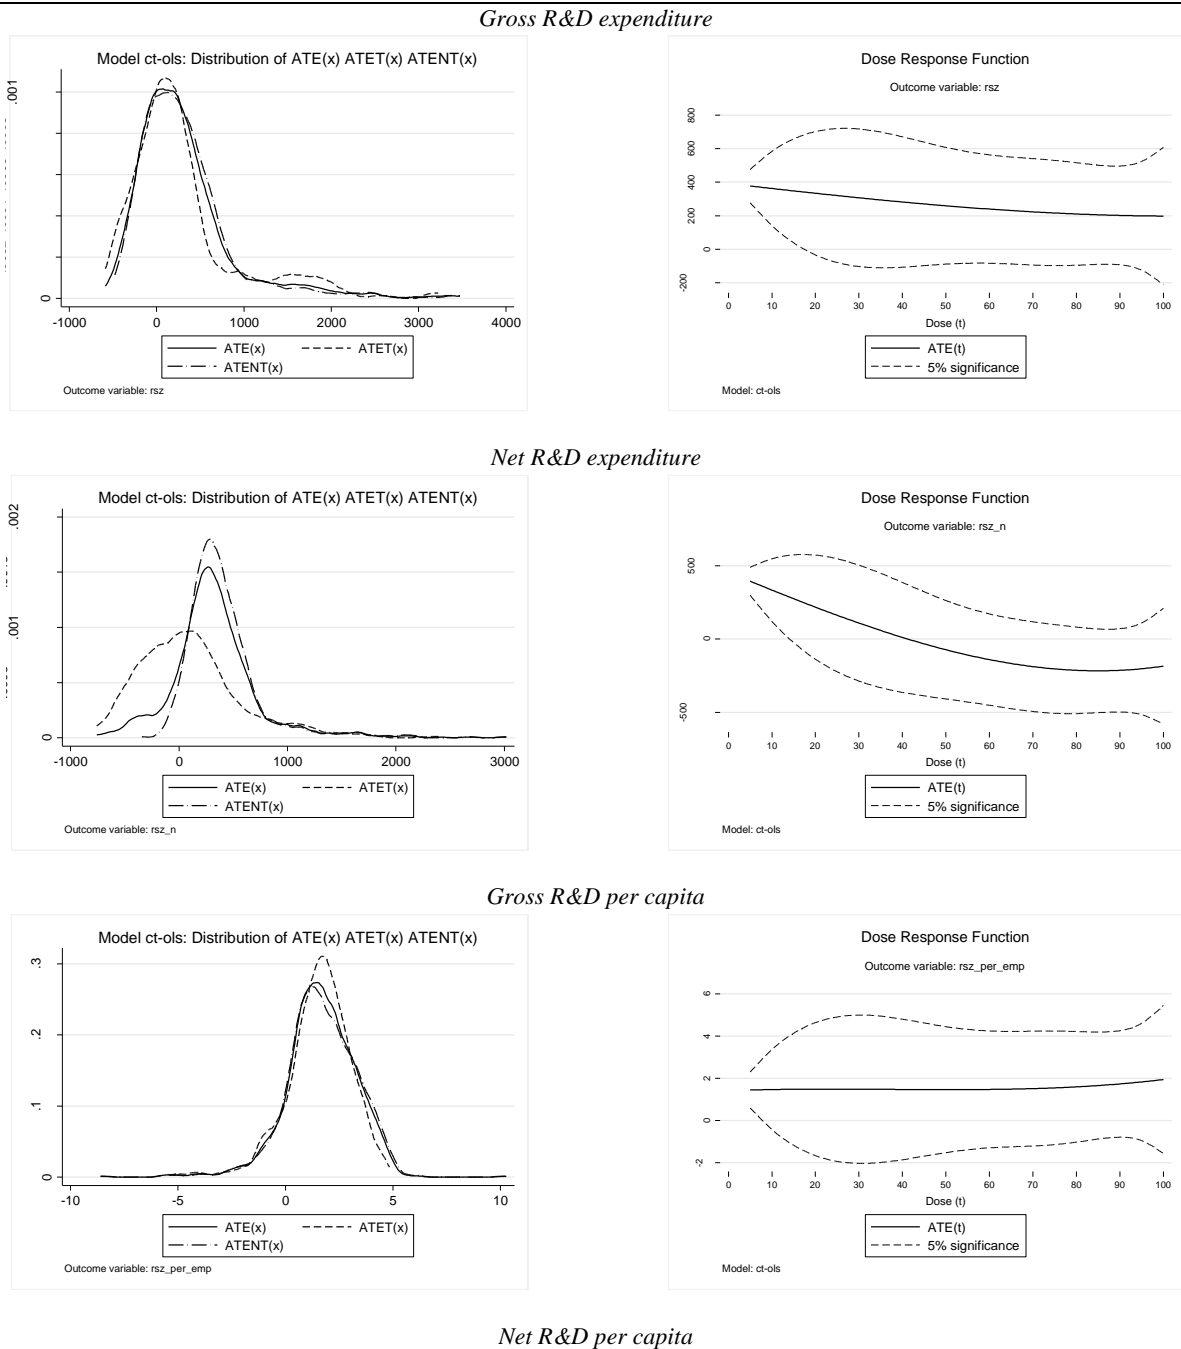 Gross R&D expenditure
Model ct-ols: Distribution of ATE(x) ATET(x) ATENT(x)
.001
0
-1000 0 1000 2000 3000 4000
ATE(x) ATET(x)
ATENT(x)
Outcome variable: rsz
Dose Response Function
Outcome variable: rsz
800
600
400
200
0
-200
0 10 20 30 40 50 60 70 80 90 100
Dose (t)
ATE(t)
5% significance
Model: ct-ols
Net R&D expenditure
Model ct-ols: Distribution of ATE(x) ATET(x) ATENT(x)
.002
.001
0
-1000 0 1000 2000 3000
ATE(x) ATET(x)
ATENT(x)
Outcome variable: rsz_n
Dose Response Function
Outcome variable: rsz_n
500
0
-500
0 10 20 30 40 50 60 70 80 90 100
Dose (t)
ATE(t)
5% significance
Model: ct-ols
Gross R&D per capita
Model ct-ols: Distribution of ATE(x) ATET(x) ATENT(x)
.3
.2
.1
0
-10 -5 0 5 10
ATE(x) ATET(x)
ATENT(x)
Outcome variable: rsz_per_emp
Dose Response Function
Outcome variable: rsz_per_emp
6
4
2
0
-2
0 10 20 30 40 50 60 70 80 90 100
Dose (t)
ATE(t)
5% significance
Model: ct-ols
Net R&D per capita